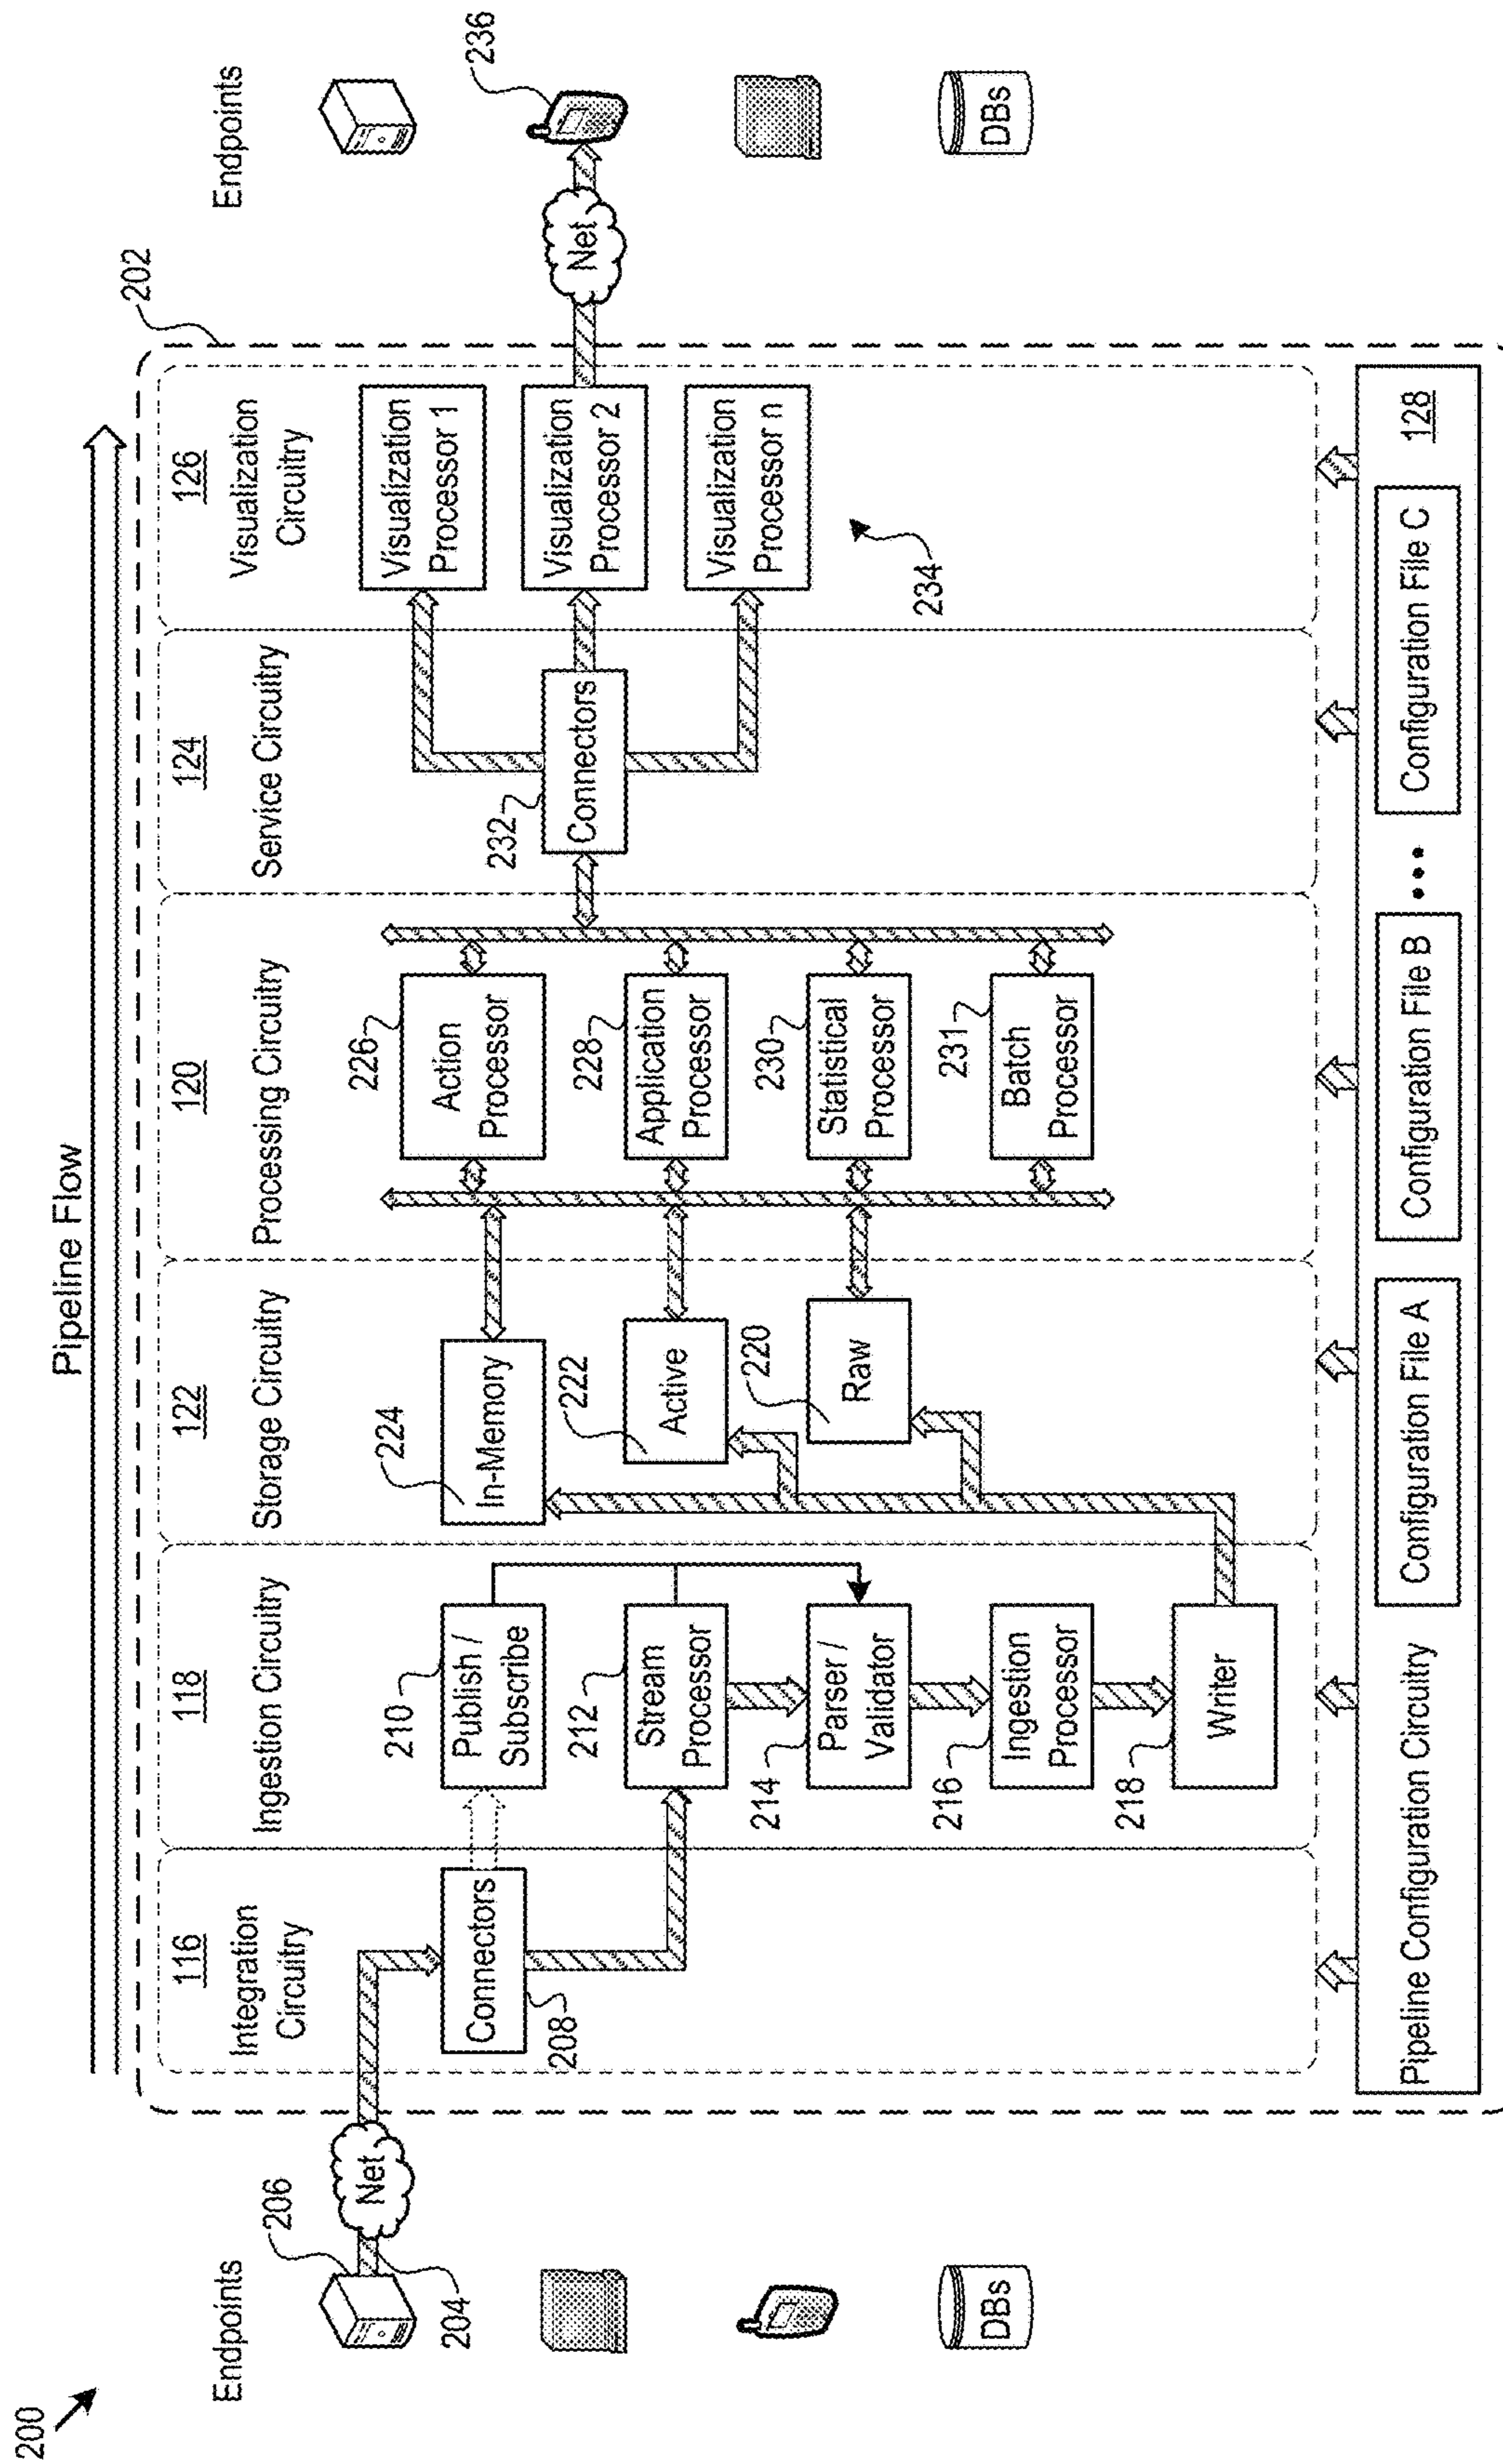 200
Pipeline Flow
202
Endpoints
206
204
Net
DBs
116
Integration
Circuitry
Connectors
208
118
Ingestion Circuitry
210
Publish /
Subscribe
212
Stream
Processor
214
Parser /
Validator
216
Ingestion
Processor
218
Writer
122
Storage Circuitry
224
In-Memory
222
Active
220
Raw
120
Processing Circuitry
226
Action
Processor
228
Application
Processor
230
Statistical
Processor
231
Batch
Processor
124
Service Circuitry
232
Connectors
126
Visualization
Circuitry
Visualization
Processor 1
Visualization
Processor 2
Visualization
Processor n
234
Endpoints
Net
236
DBs
Pipeline Configuration Circuitry
Configuration File A
Configuration File B
•••
Configuration File C
128